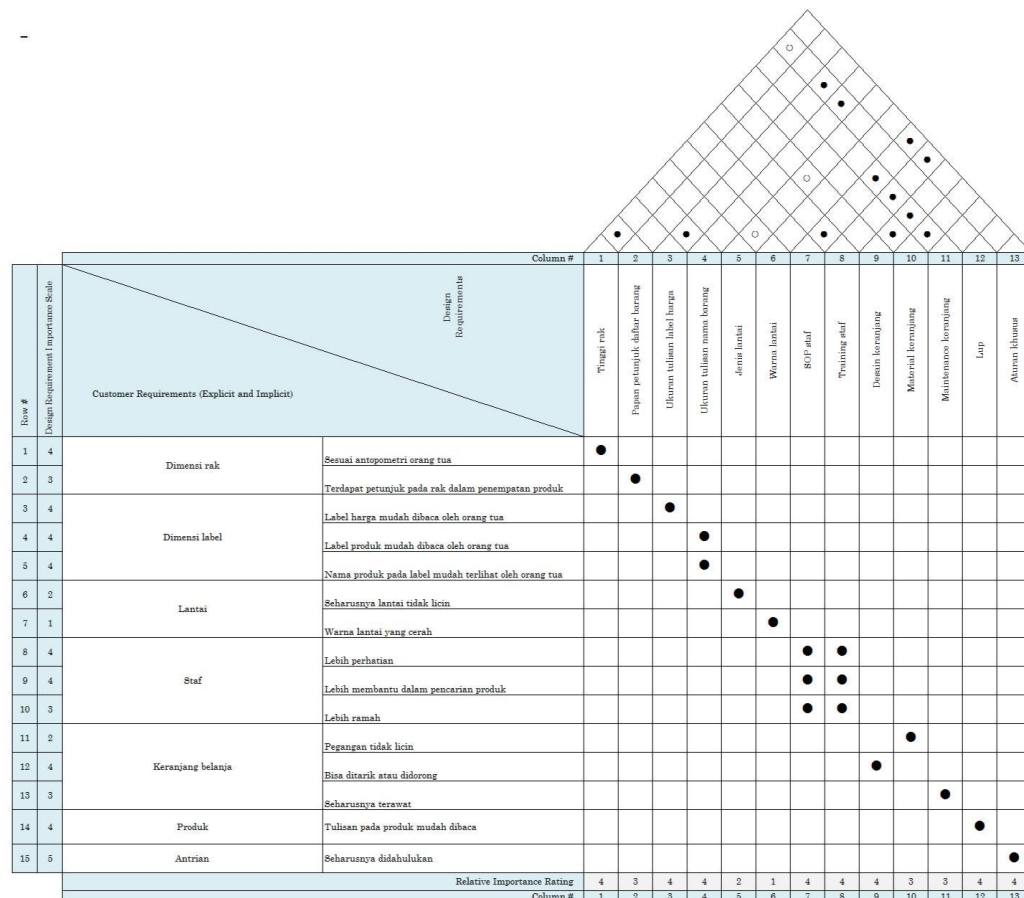 –
Column # 1 2 3 4 5 6 7 8 9 10 11 12 13
Row #
Design Requirement Importance Scale
Design
Requirements
Customer Requirements (Explicit and Implicit)
Tinggi rak
Papan petunjuk daftar barang
Ukuran tulisan label harga
Ukuran tulisan nama barang
Jenis lantai
Warna lantai
SOP staf
Training staf
Desain keranjang
Material keranjang
Maintenance keranjang
Lup
Aturan khusus
1 4 Dimensi rak Sesuai antopometri orang tua
2 3 Terdapat petunjuk pada rak dalam penempatan produk
3 4 Label harga mudah dibaca oleh orang tua
4 4 Dimensi label Label produk mudah dibaca oleh orang tua
5 4 Nama produk pada label mudah terlihat oleh orang tua
6 2 Lantai Seharusnya lantai tidak licin
7 1 Warna lantai yang cerah
8 4 Lebih perhatian
9 4 Staf Lebih membantu dalam pencarian produk
10 3 Lebih ramah
11 2 Pegangan tidak licin
12 4 Keranjang belanja Bisa ditarik atau didorong
13 3 Seharusnya terawat
14 4 Produk Tulisan pada produk mudah dibaca
15 5 Antrian Seharusnya didahulukan
Relative Importance Rating 4 3 4 4 2 1 4 4 4 3 3 4 4
Column # 1 2 3 4 5 6 7 8 9 10 11 12 13